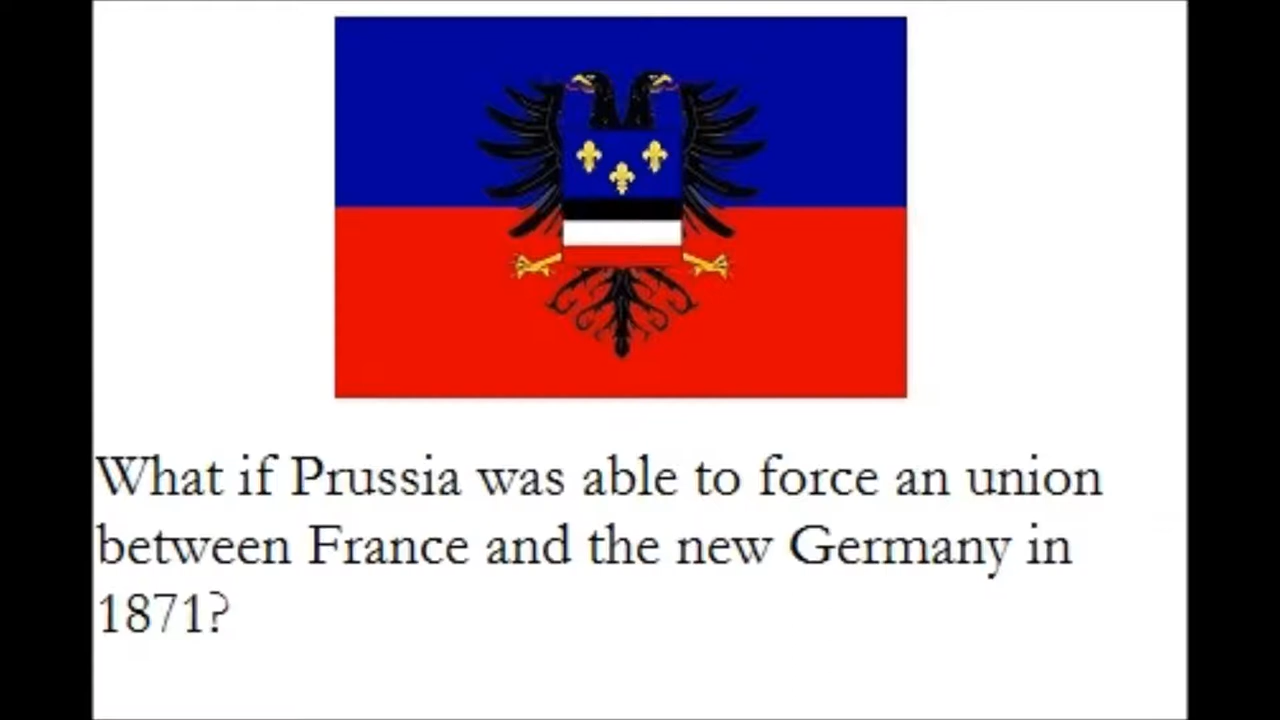 What if Prussia was able to force an union
between France and the new Germany in
1871?